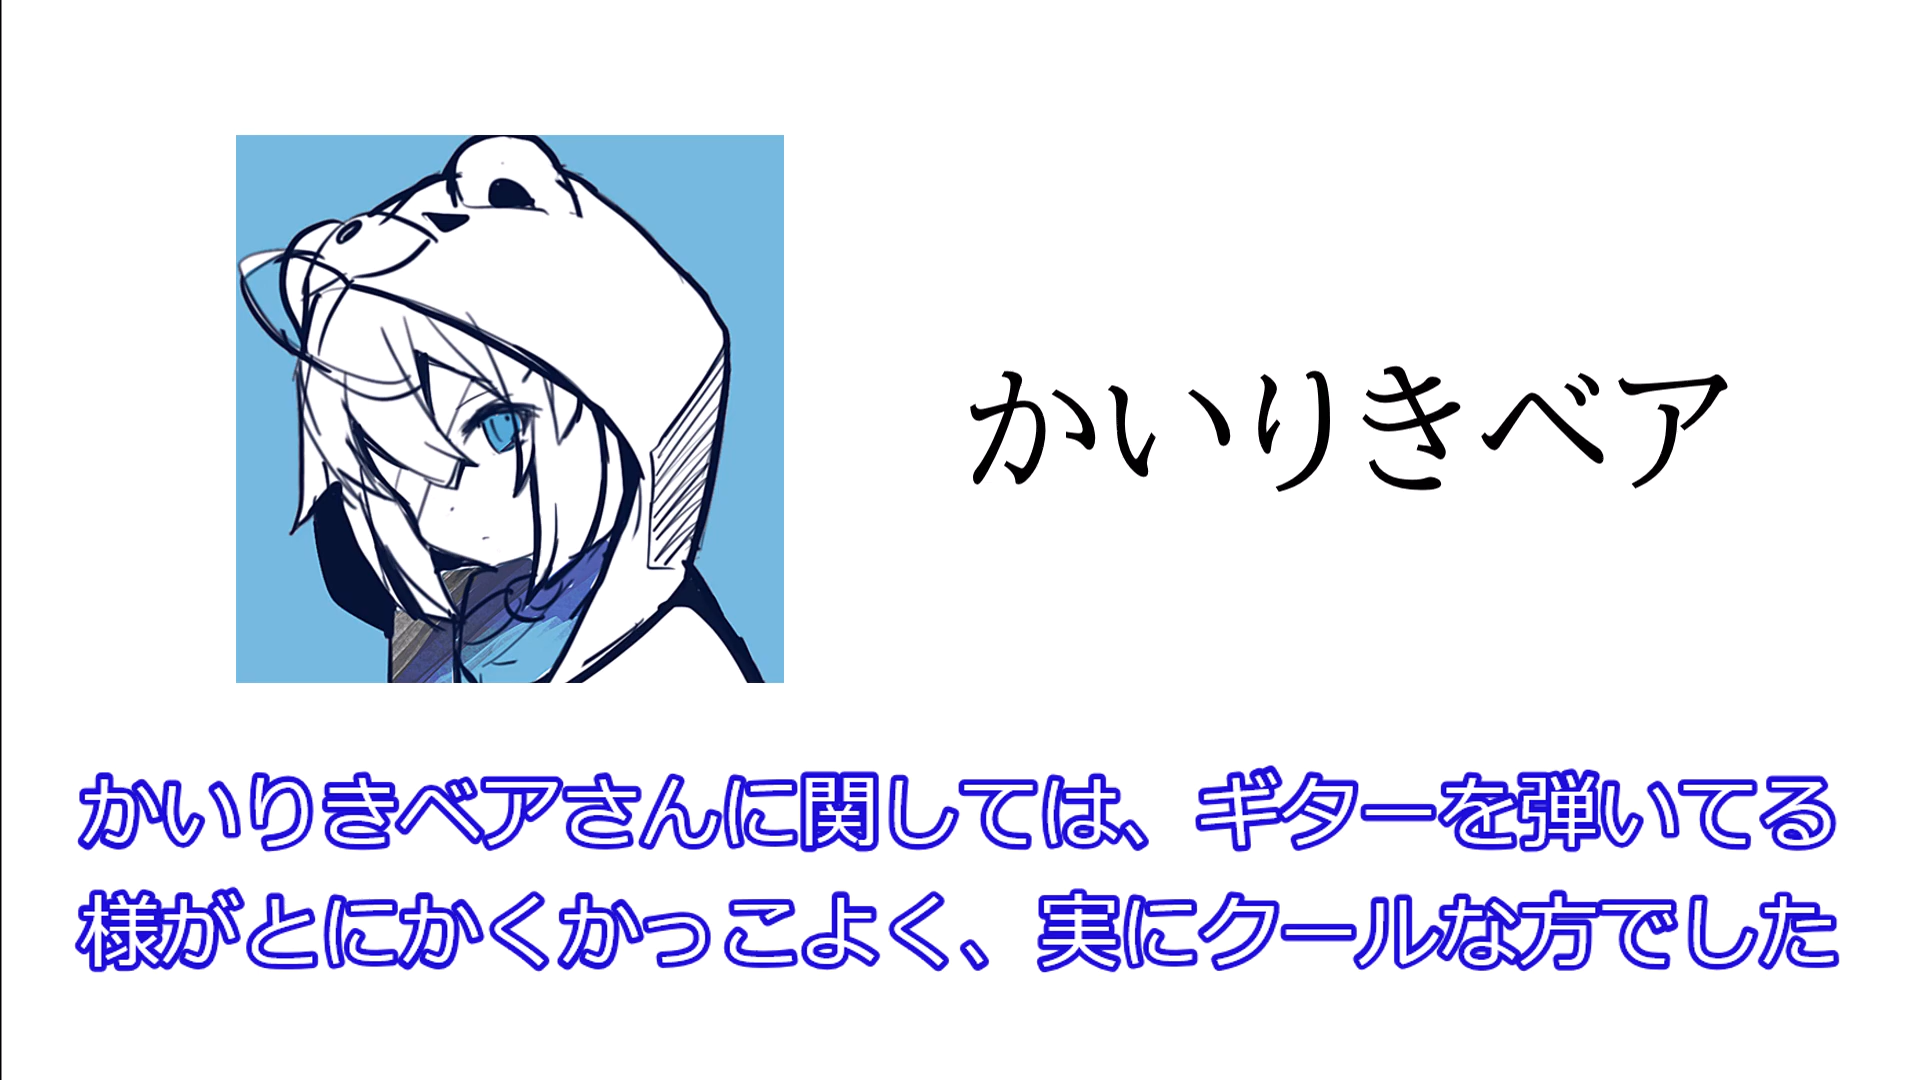 かいりきベア
かいりきベアさんに関しては、ギターを弾いてる
様がとにかくかっこよく、実にクールな方でした